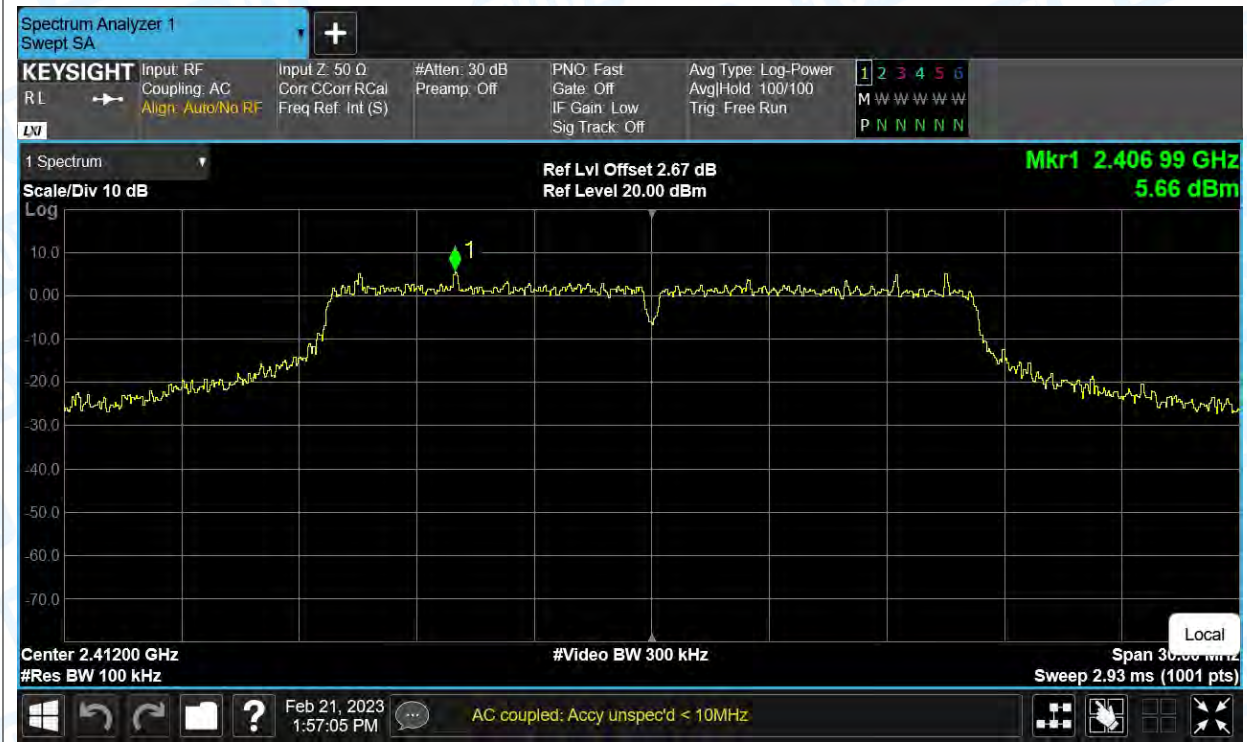 Spectrum Analyzer 1
Swept SA
+
KEYSIGHT
RL
LXI
Input: RF
Coupling: AC
Align: Auto/No RF
Input Z: 50 Ω
Corr CCorr RCal
Freq Ref: Int (S)
#Atten: 30 dB
Preamp: Off
PNO: Fast
Gate: Off
IF Gain: Low
Sig Track: Off
Avg Type: Log-Power
Avg|Hold: 100/100
Trig: Free Run
1 2 3 4 5 6
M W W W W W W
P N N N N N N
1 Spectrum
Scale/Div 10 dB
Ref Lvl Offset 2.67 dB
Ref Level 20.00 dBm
Mkr1 2.406 99 GHz
5.66 dBm
Log
1
10.0
0.00
-10.0
-20.0
-30.0
-40.0
-50.0
-60.0
-70.0
Local
Center 2.41200 GHz
#Video BW 300 kHz
Span 30.00 MHz
#Res BW 100 kHz
Sweep 2.93 ms (1001 pts)
?
Feb 21, 2023
1:57:05 PM
AC coupled: Accy unspec'd < 10MHz